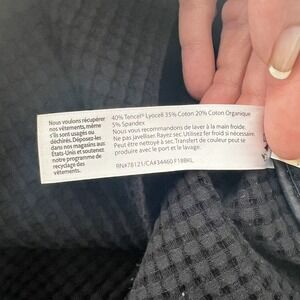 Nous voulons récupérer
nos vêtements, même
s'ils sont usagés ou
déchirés. Déposez-les
dans nos magasins aux
États-Unis et soutenez
notre programme de
recyclage des
vêtements.
40% Tencel® Lyocell 35% Coton 20% Coton Organique
5% Spandex
Nous vous recommandons de laver à la main froide.
Ne pas javelliser. Rayez sec. Utilisez fer froid si nécessaire.
Peut être nettoyé à sec. Transfert de couleur peut se
produire avec le port et le lavage.
RN#78121/CA#34460 F18BKL